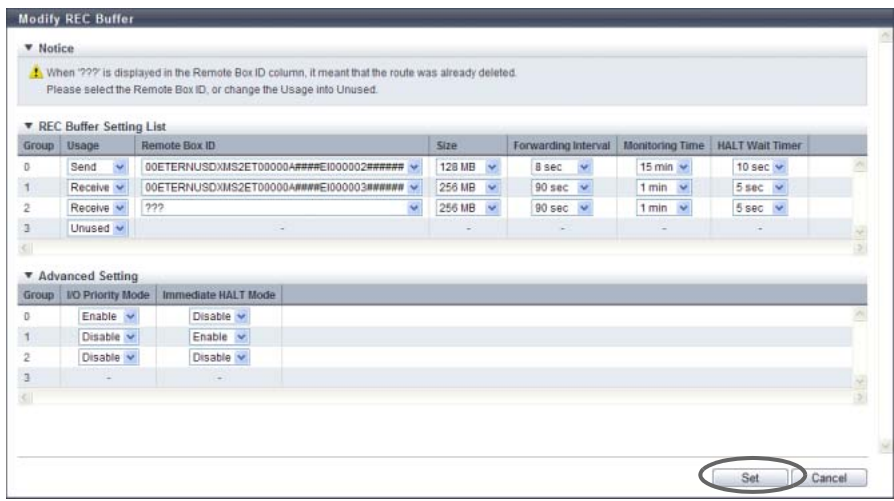 Modify REC Buffer
▼ Notice
When '???' is displayed in the Remote Box ID column, it meant that the route was already deleted.
Please select the Remote Box ID, or change the Usage into Unused.
▼ REC Buffer Setting List
Group Usage Remote Box ID Size Forwarding Interval Monitoring Time HALT Wait Timer
0 Send 00ETERNUSDXMS2ET00000A####EI000002###### 128 MB 8 sec 15 min 10 sec
1 Receive 00ETERNUSDXMS2ET00000A####EI000003###### 256 MB 90 sec 1 min 5 sec
2 Receive ??? 256 MB 90 sec 1 min 5 sec
3 Unused - - - - -
▼ Advanced Setting
Group I/O Priority Mode Immediate HALT Mode
0 Enable Disable
1 Disable Enable
2 Disable Disable
3 - -
Set Cancel